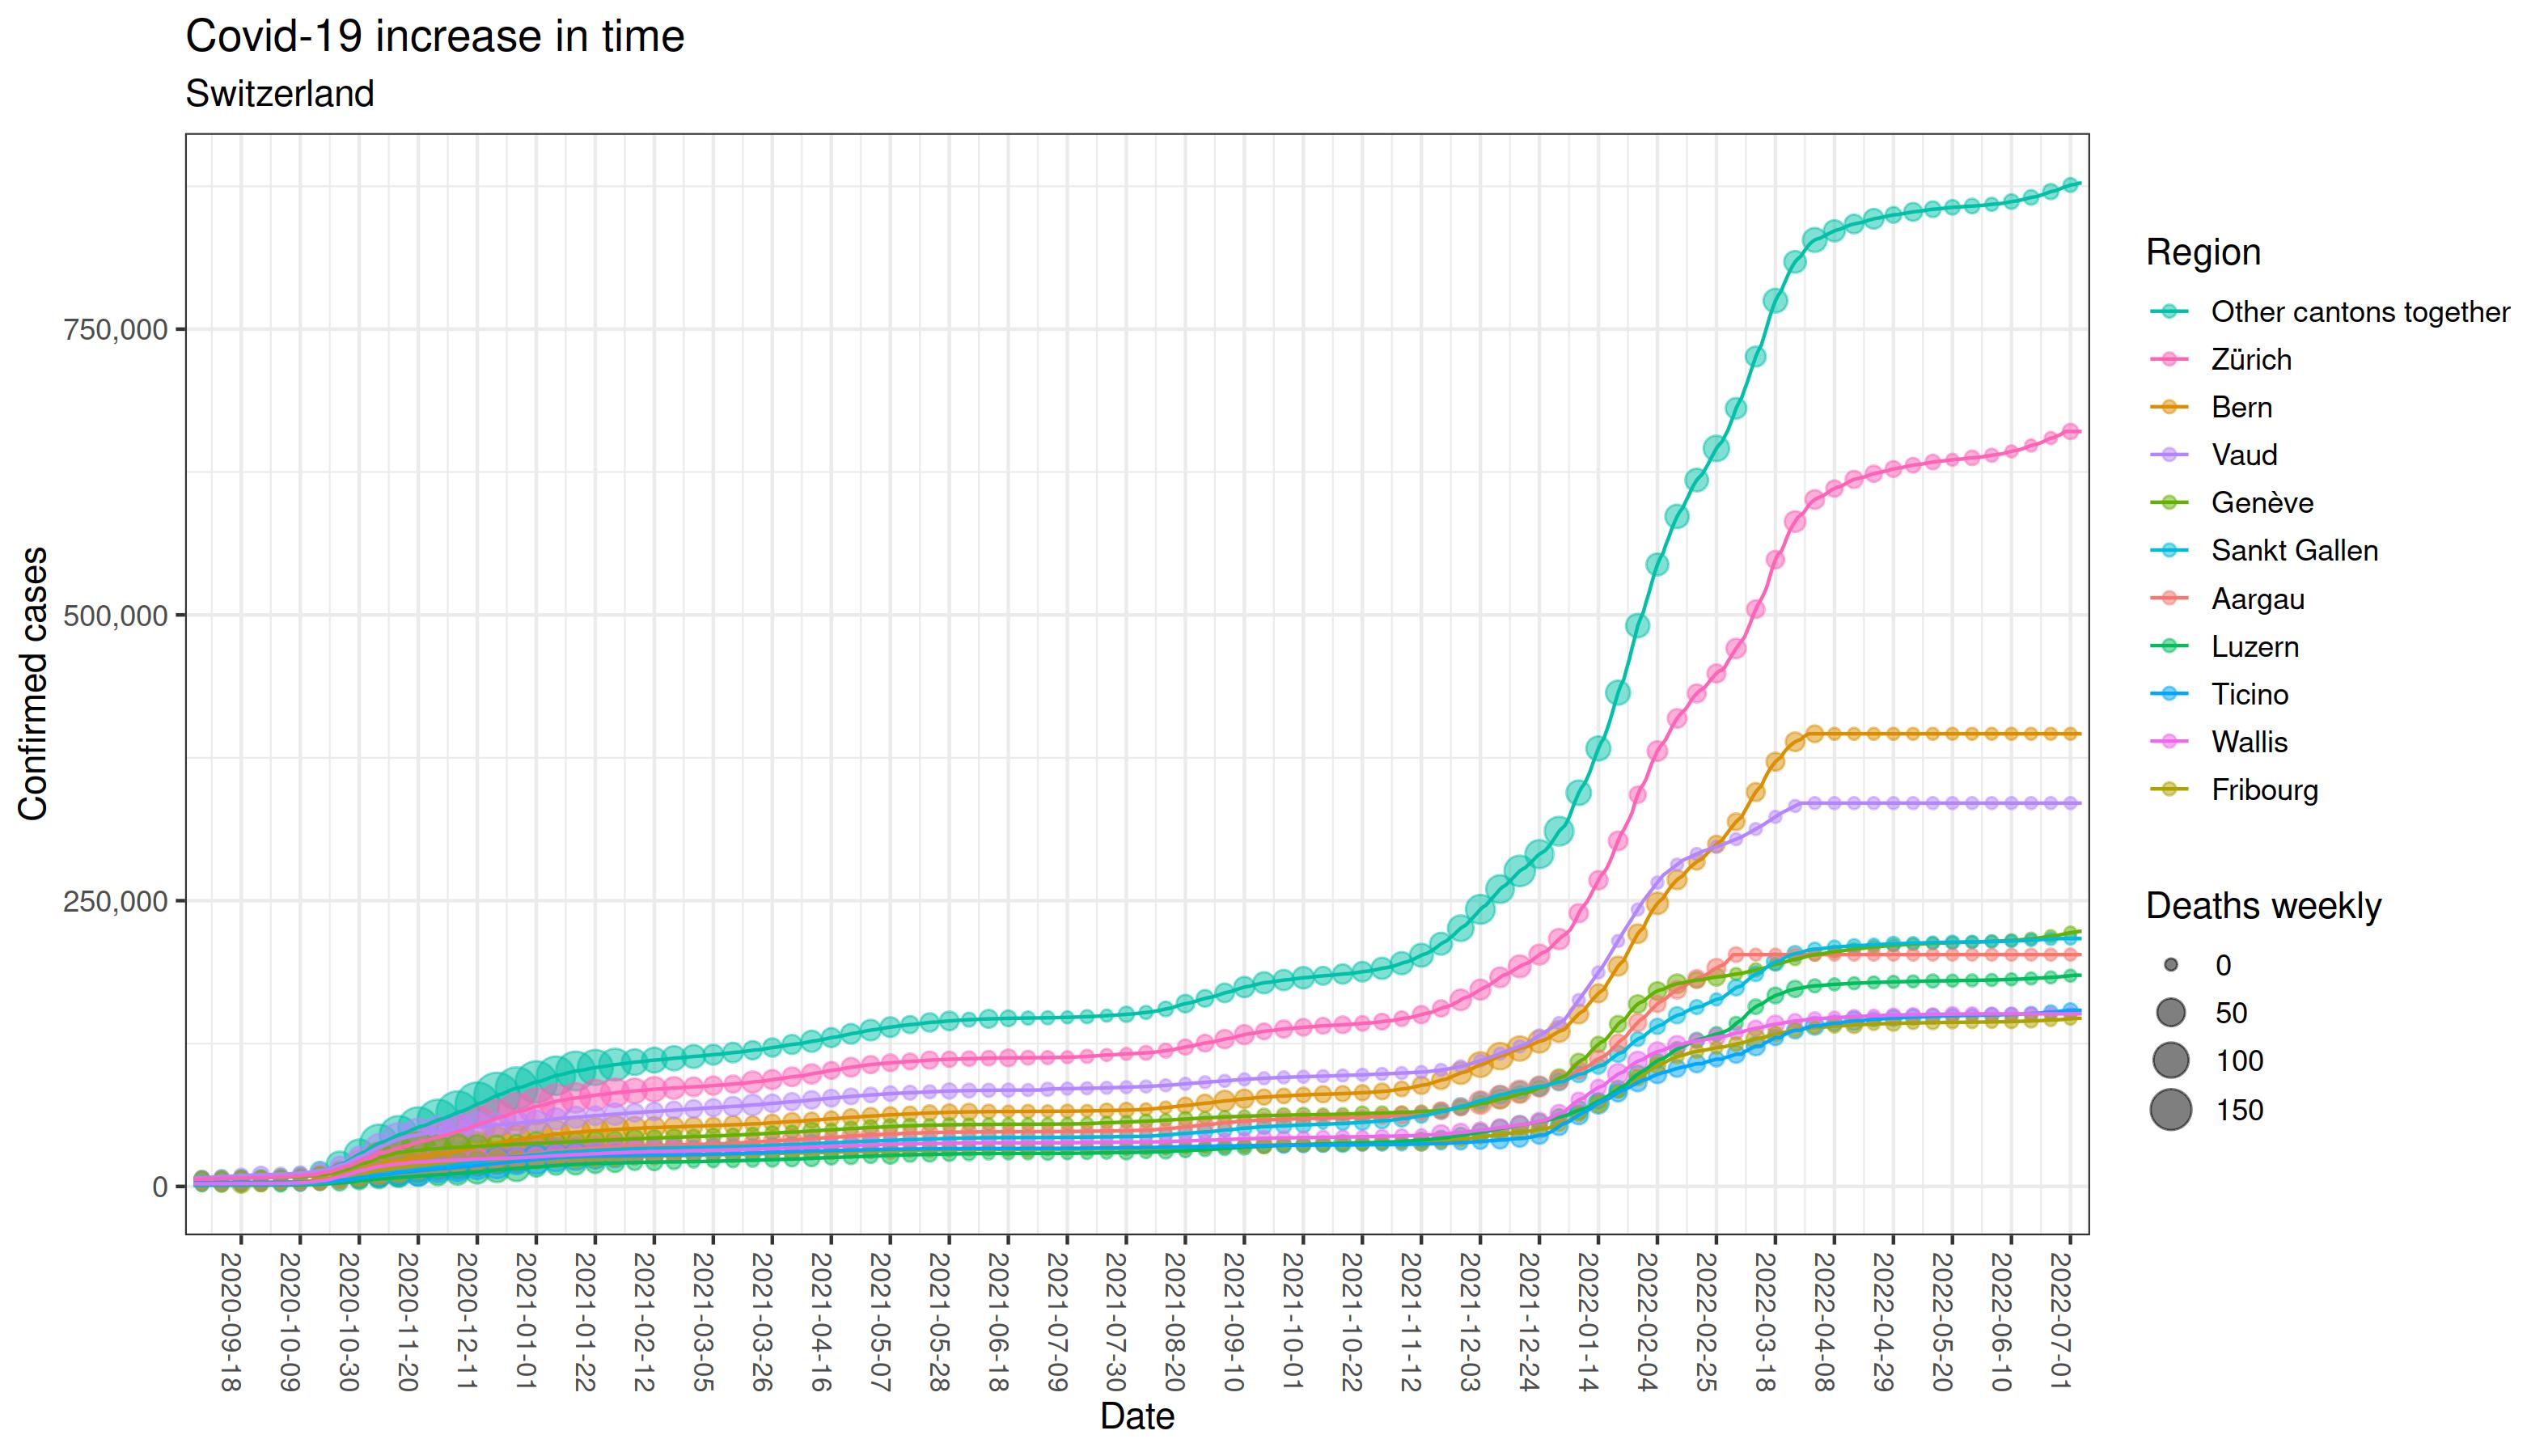 Covid-19 increase in time
Switzerland
Confirmed cases
750,000
500,000
250,000
0
2020-09-18
2020-10-09
2020-10-30
2020-11-20
2020-12-11
2021-01-01
2021-01-22
2021-02-12
2021-03-05
2021-03-26
2021-04-16
2021-05-07
2021-05-28
2021-06-18
2021-07-09
2021-07-30
2021-08-20
2021-09-10
2021-10-01
2021-10-22
2021-11-12
2021-12-03
2021-12-24
2022-01-14
2022-02-04
2022-02-25
2022-03-18
2022-04-08
2022-04-29
2022-05-20
2022-06-10
2022-07-01
Date
Region
Other cantons together
Zürich
Bern
Vaud
Genève
Sankt Gallen
Aargau
Luzern
Ticino
Wallis
Fribourg
Deaths weekly
0
50
100
150